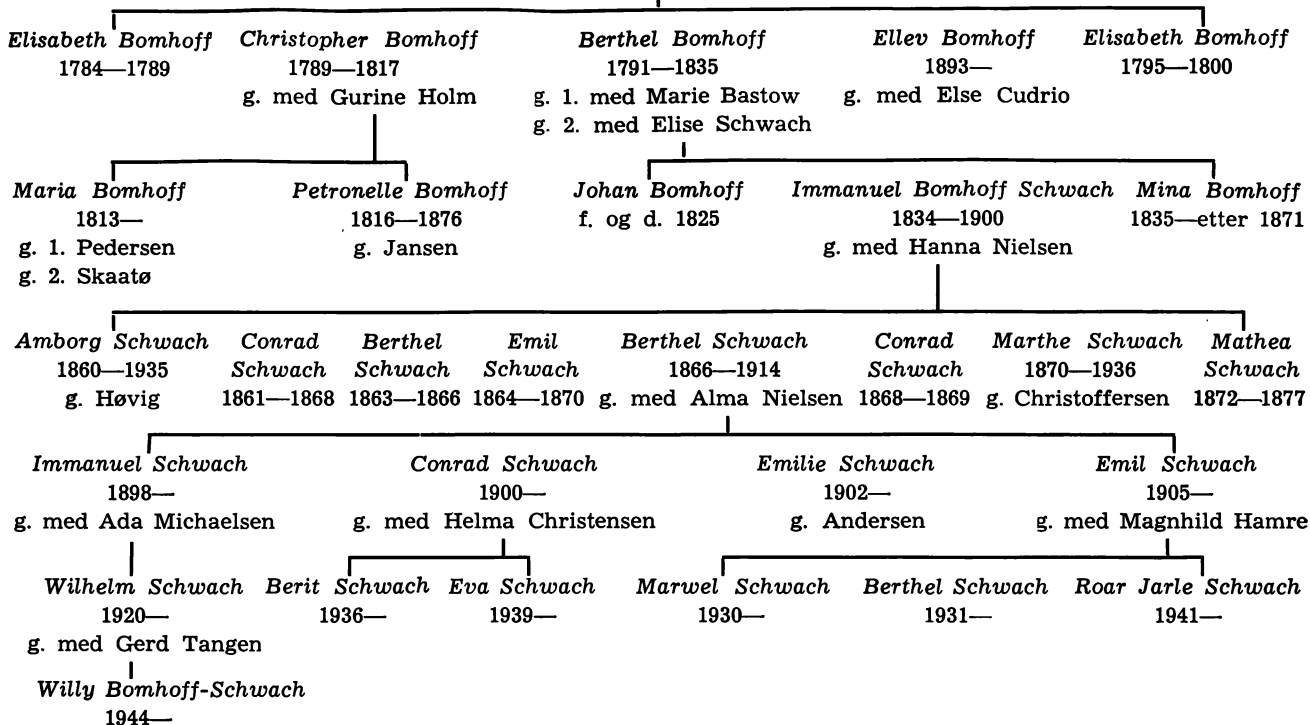 Elisabeth Bomhoff Christopher Bomhoff Berthel Bomhoff Ellev Bomhoff Elisabeth Bomhoff
1784—1789 1789—1817 1791—1835 1893— 1795—1800
g. med Gurine Holm g. 1. med Marie Bastow g. med Else Cudrio
g. 2. med Elise Schwach
Maria Bomhoff Petronelle Bomhoff Johan Bomhoff Immanuel Bomhoff Schwach Mina Bomhoff
1813— 1816—1876 f. og d. 1825 1834—1900 1835—etter 1871
g. 1. Pedersen g. Jansen g. med Hanna Nielsen
g. 2. Skaatø
Amborg Schwach Conrad Berthel Emil Berthel Schwach Conrad Marthe Schwach Mathea
1860—1935 Schwach Schwach Schwach 1866—1914 Schwach 1870—1936 Schwach
g. Høvig 1861—1868 1863—1866 1864—1870 g. med Alma Nielsen 1868—1869 g. Christoffersen 1872—1877
Immanuel Schwach Conrad Schwach Emilie Schwach Emil Schwach
1898— 1900— 1902— 1905—
g. med Ada Michaelsen g. med Helma Christensen g. Andersen g. med Magnhild Hamre
Wilhelm Schwach Berit Schwach Eva Schwach Marwel Schwach Berthel Schwach Roar Jarle Schwach
1920— 1936— 1939— 1930— 1931— 1941—
g. med Gerd Tangen
Willy Bomhoff-Schwach
1944—